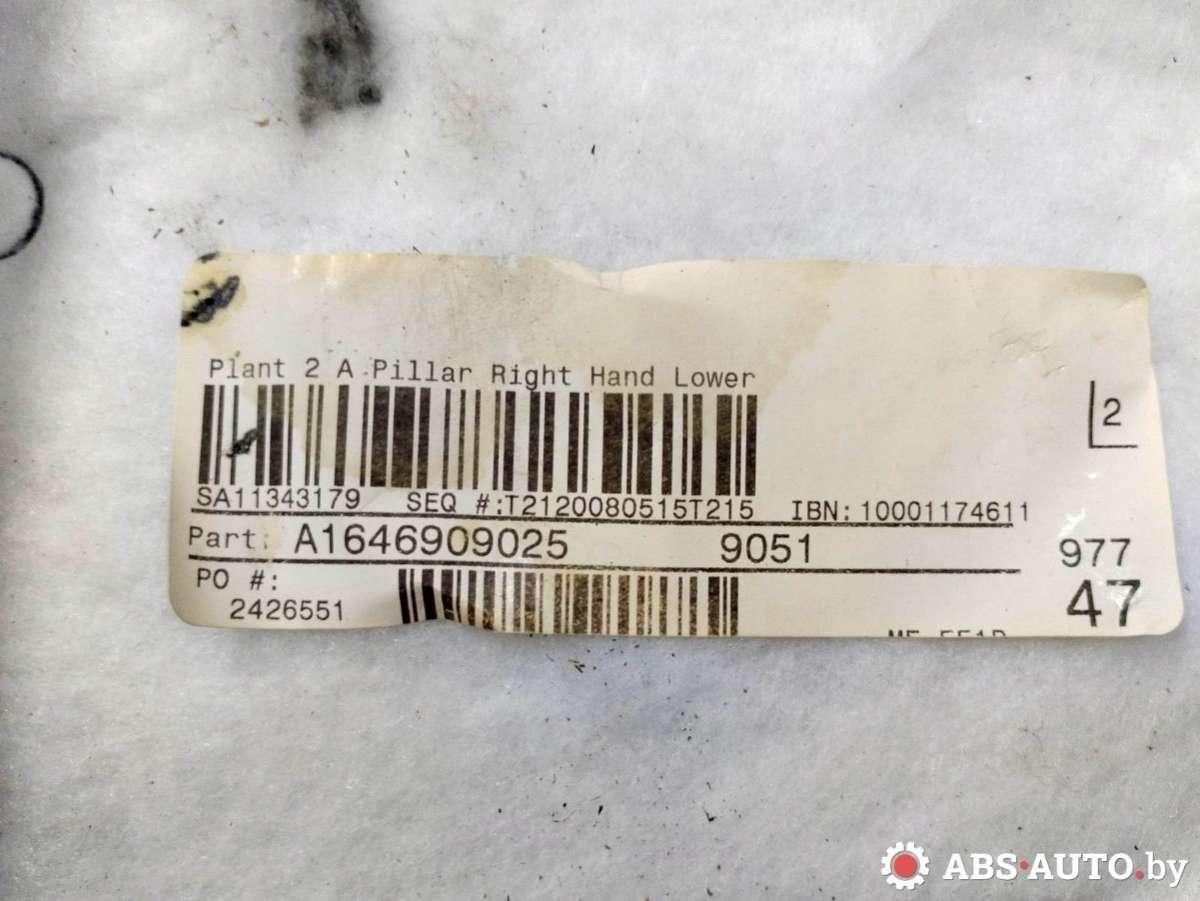 Plant 2 A Pillar Right Hand Lower
2
SA11343179 SEQ #:T2120080515T215 IBN:10001174611
Part: A1646909025 9051 977
PO #: 47
2426551
ABS·AUTO.by